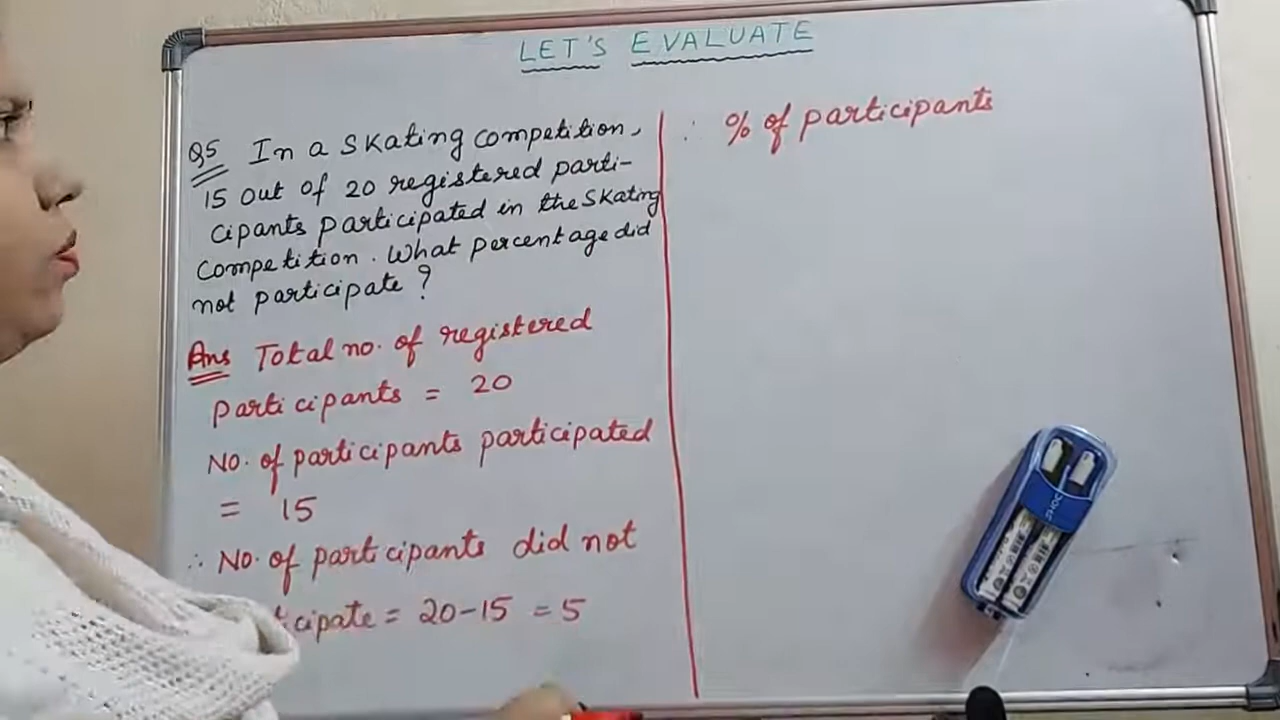 LET'S EVALUATE
Q5 In a Skating competition,
15 out of 20 registered parti-
cipants participated in the Skating
Competition. What percentage did
not participate?
Ans Total no. of registered
participants = 20
No. of participants participated
= 15
∴ No. of participants did not
ticipate = 20-15 = 5
∴ % of participants